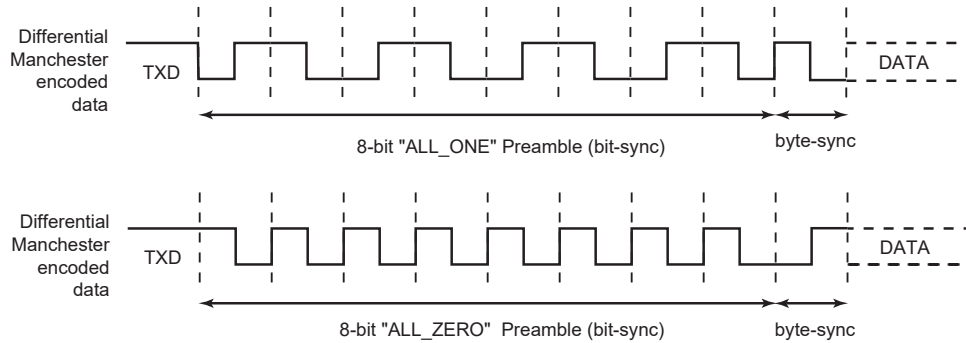 Differential
Manchester
encoded
data
TXD
DATA
8-bit "ALL_ONE" Preamble (bit-sync)
byte-sync
Differential
Manchester
encoded
data
TXD
DATA
8-bit "ALL_ZERO" Preamble (bit-sync)
byte-sync